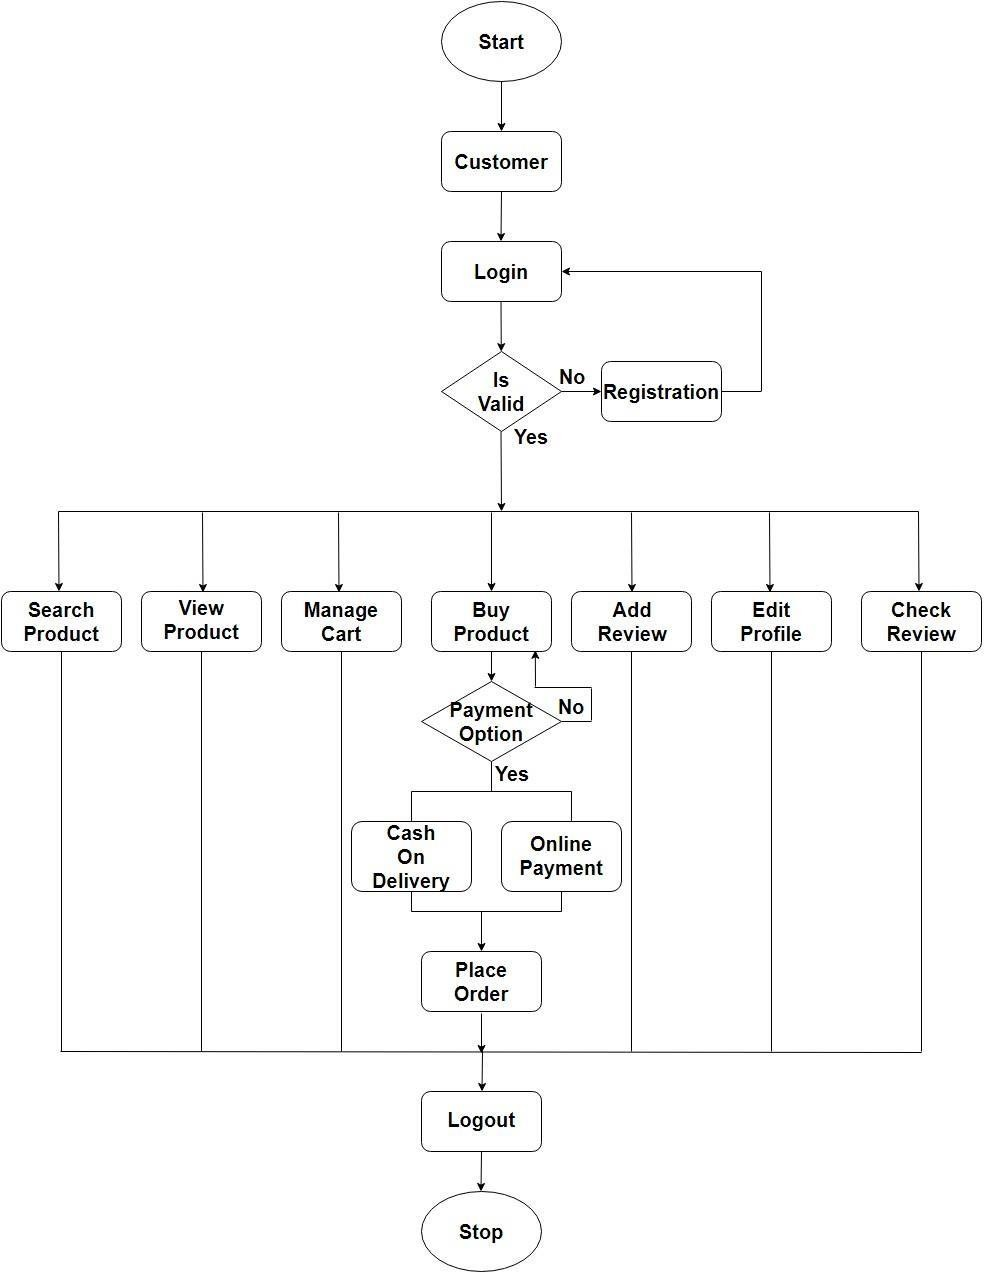 Start
Customer
Login
Is
Valid
No
Registration
Yes
Search
Product
View
Product
Manage
Cart
Buy
Product
Add
Review
Edit
Profile
Check
Review
Payment
Option
No
Yes
Cash
On
Delivery
Online
Payment
Place
Order
Logout
Stop